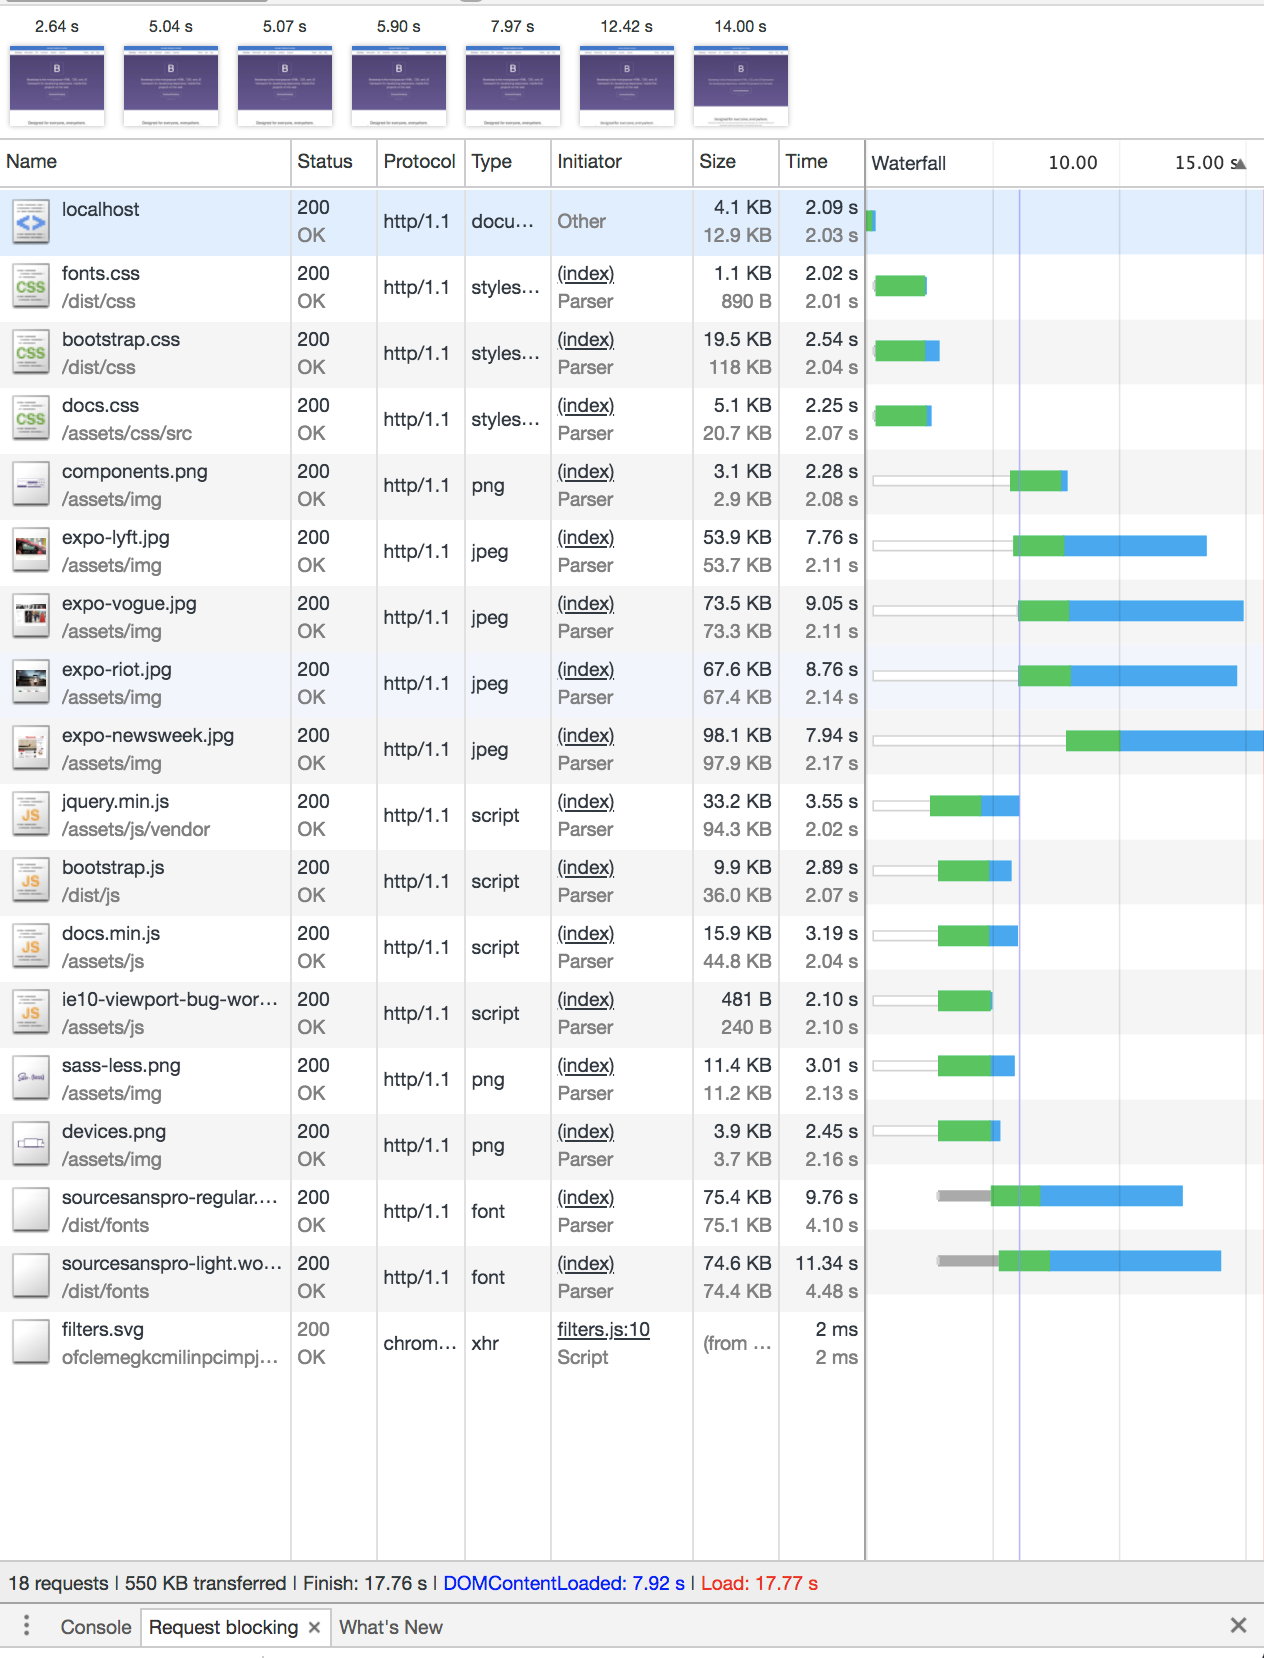 2.64 s 5.04 s 5.07 s 5.90 s 7.97 s 12.42 s 14.00 s
Name Status Protocol Type Initiator Size Time Waterfall 10.00 15.00 s
localhost 200 OK http/1.1 docu… Other 4.1 KB 12.9 KB 2.09 s 2.03 s
fonts.css 200 (index) 1.1 KB 2.02 s
/dist/css OK http/1.1 styles… Parser 890 B 2.01 s
bootstrap.css 200 (index) 19.5 KB 2.54 s
/dist/css OK http/1.1 styles… Parser 118 KB 2.04 s
docs.css 200 (index) 5.1 KB 2.25 s
/assets/css/src OK http/1.1 styles… Parser 20.7 KB 2.07 s
components.png 200 (index) 3.1 KB 2.28 s
/assets/img OK http/1.1 png Parser 2.9 KB 2.08 s
expo-lyft.jpg 200 (index) 53.9 KB 7.76 s
/assets/img OK http/1.1 jpeg Parser 53.7 KB 2.11 s
expo-vogue.jpg 200 (index) 73.5 KB 9.05 s
/assets/img OK http/1.1 jpeg Parser 73.3 KB 2.11 s
expo-riot.jpg 200 (index) 67.6 KB 8.76 s
/assets/img OK http/1.1 jpeg Parser 67.4 KB 2.14 s
expo-newsweek.jpg 200 (index) 98.1 KB 7.94 s
/assets/img OK http/1.1 jpeg Parser 97.9 KB 2.17 s
jquery.min.js 200 (index) 33.2 KB 3.55 s
/assets/js/vendor OK http/1.1 script Parser 94.3 KB 2.02 s
bootstrap.js 200 (index) 9.9 KB 2.89 s
/dist/js OK http/1.1 script Parser 36.0 KB 2.07 s
docs.min.js 200 (index) 15.9 KB 3.19 s
/assets/js OK http/1.1 script Parser 44.8 KB 2.04 s
ie10-viewport-bug-wor… 200 (index) 481 B 2.10 s
/assets/js OK http/1.1 script Parser 240 B 2.10 s
sass-less.png 200 (index) 11.4 KB 3.01 s
/assets/img OK http/1.1 png Parser 11.2 KB 2.13 s
devices.png 200 (index) 3.9 KB 2.45 s
/assets/img OK http/1.1 png Parser 3.7 KB 2.16 s
sourcesanspro-regular.… 200 (index) 75.4 KB 9.76 s
/dist/fonts OK http/1.1 font Parser 75.1 KB 4.10 s
sourcesanspro-light.wo… 200 (index) 74.6 KB 11.34 s
/dist/fonts OK http/1.1 font Parser 74.4 KB 4.48 s
filters.svg 200 filters.js:10 2 ms
ofclemegkcmilinpcimpj… OK chrom… xhr Script (from … 2 ms
18 requests | 550 KB transferred | Finish: 17.76 s | DOMContentLoaded: 7.92 s | Load: 17.77 s
Console Request blocking × What's New ×